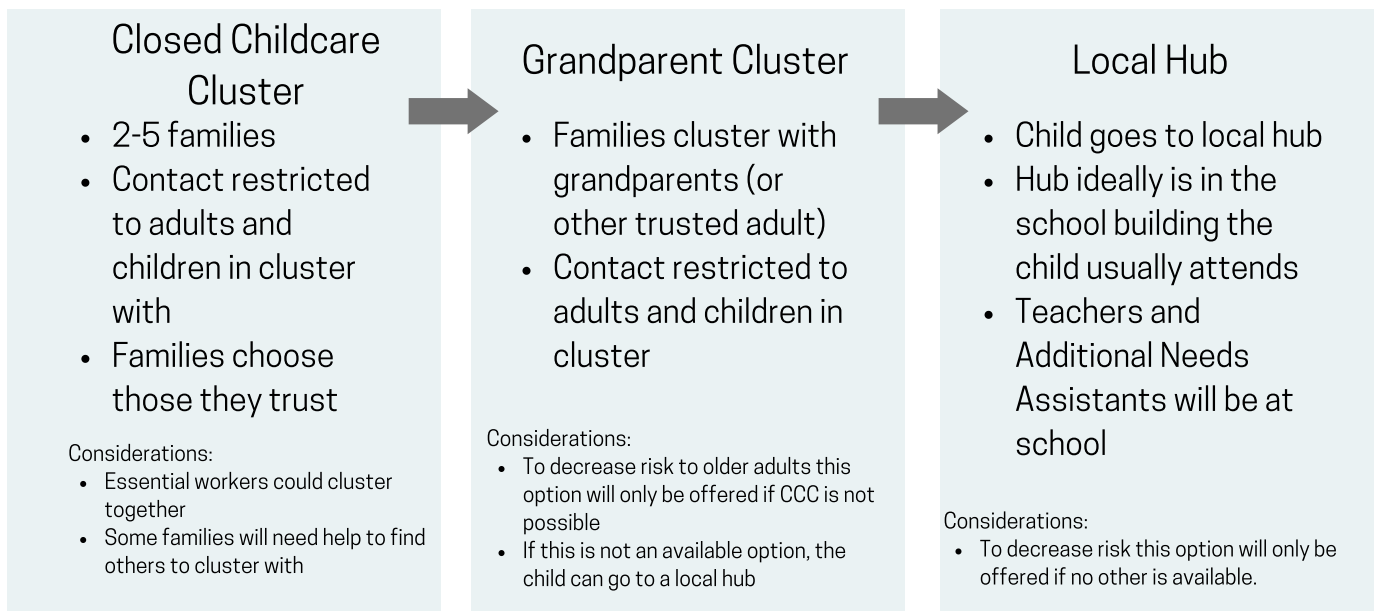 Closed Childcare
Cluster
• 2-5 families
• Contact restricted
to adults and
children in cluster
with
• Families choose
those they trust
Considerations:
• Essential workers could cluster
together
• Some families will need help to find
others to cluster with
Grandparent Cluster
• Families cluster with
grandparents (or
other trusted adult)
• Contact restricted to
adults and children in
cluster
Considerations:
• To decrease risk to older adults this
option will only be offered if CCC is not
possible
• If this is not an available option, the
child can go to a local hub
Local Hub
• Child goes to local hub
• Hub ideally is in the
school building the
child usually attends
• Teachers and
Additional Needs
Assistants will be at
school
Considerations:
• To decrease risk this option will only be
offered if no other is available.